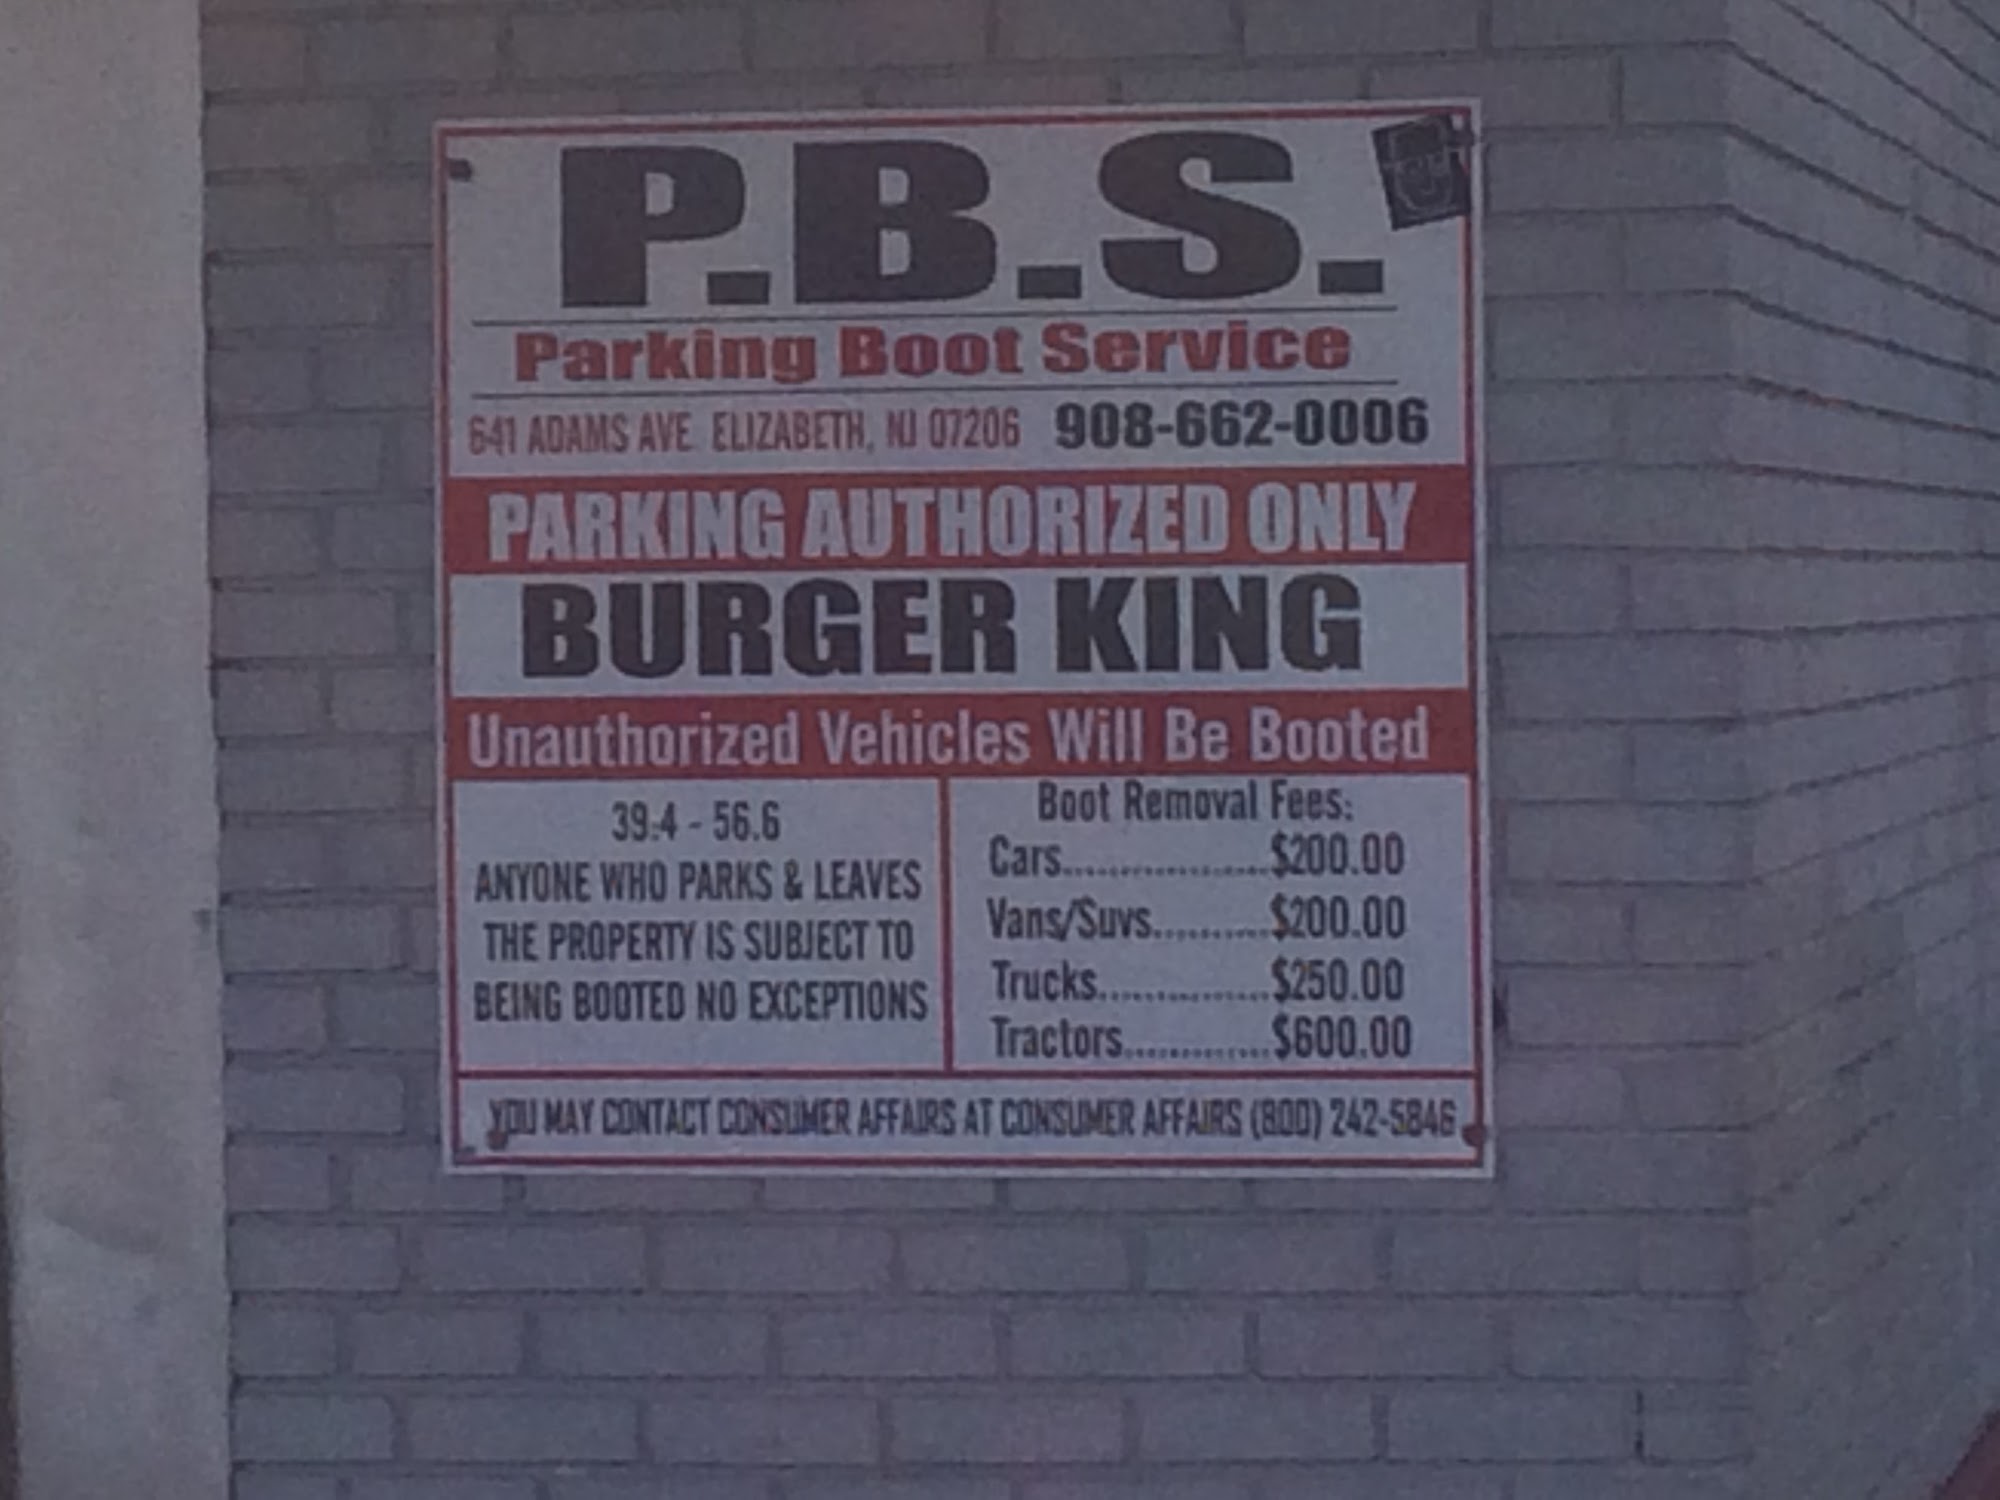 P.B.S.
Parking Boot Service
641 ADAMS AVE ELIZABETH, NJ 07206 908-662-0006
PARKING AUTHORIZED ONLY
BURGER KING
Unauthorized Vehicles Will Be Booted
39:4 - 56.6
ANYONE WHO PARKS & LEAVES
THE PROPERTY IS SUBJECT TO
BEING BOOTED NO EXCEPTIONS
Boot Removal Fees:
Cars..................$200.00
Vans/Suvs..........$200.00
Trucks...............$250.00
Tractors.............$600.00
YOU MAY CONTACT CONSUMER AFFAIRS AT CONSUMER AFFAIRS (800) 242-5846